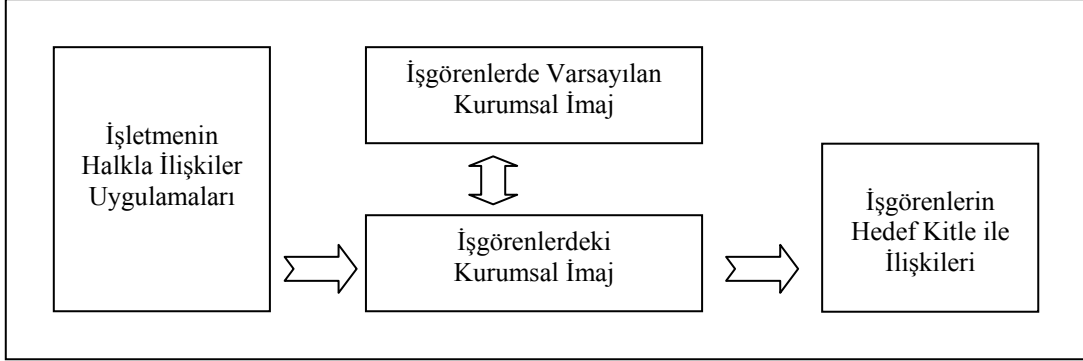 İşletmenin
Halkla İlişkiler
Uygulamaları
İşgörenlerde Varsayılan
Kurumsal İmaj
İşgörenlerdeki
Kurumsal İmaj
İşgörenlerin
Hedef Kitle ile
İlişkileri